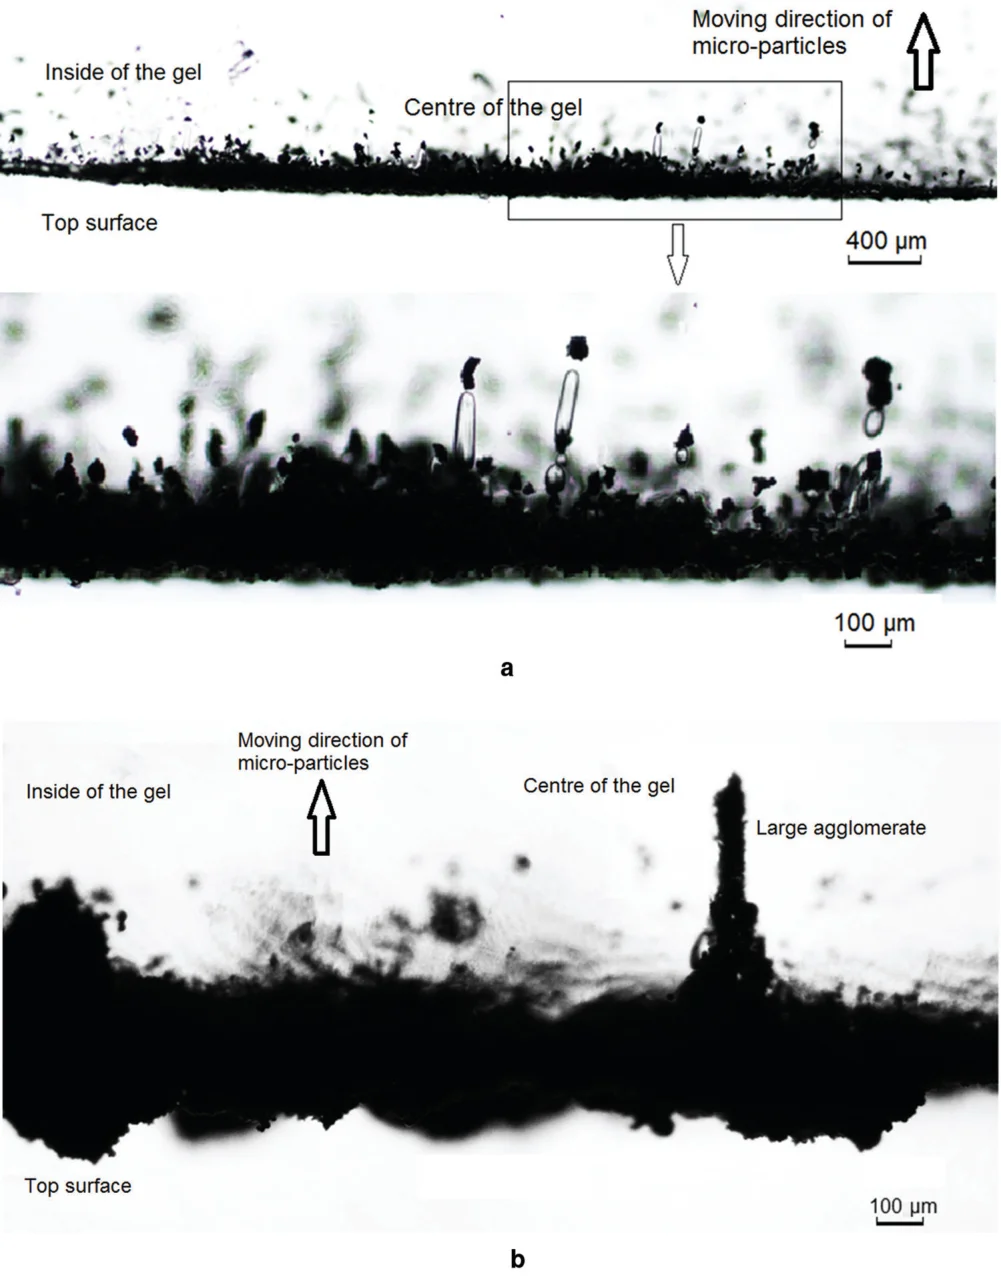 Moving direction of
micro-particles
Inside of the gel
Centre of the gel
Top surface
400 µm
100 µm
a
Moving direction of
micro-particles
Inside of the gel
Centre of the gel
Large agglomerate
Top surface
100 µm
b